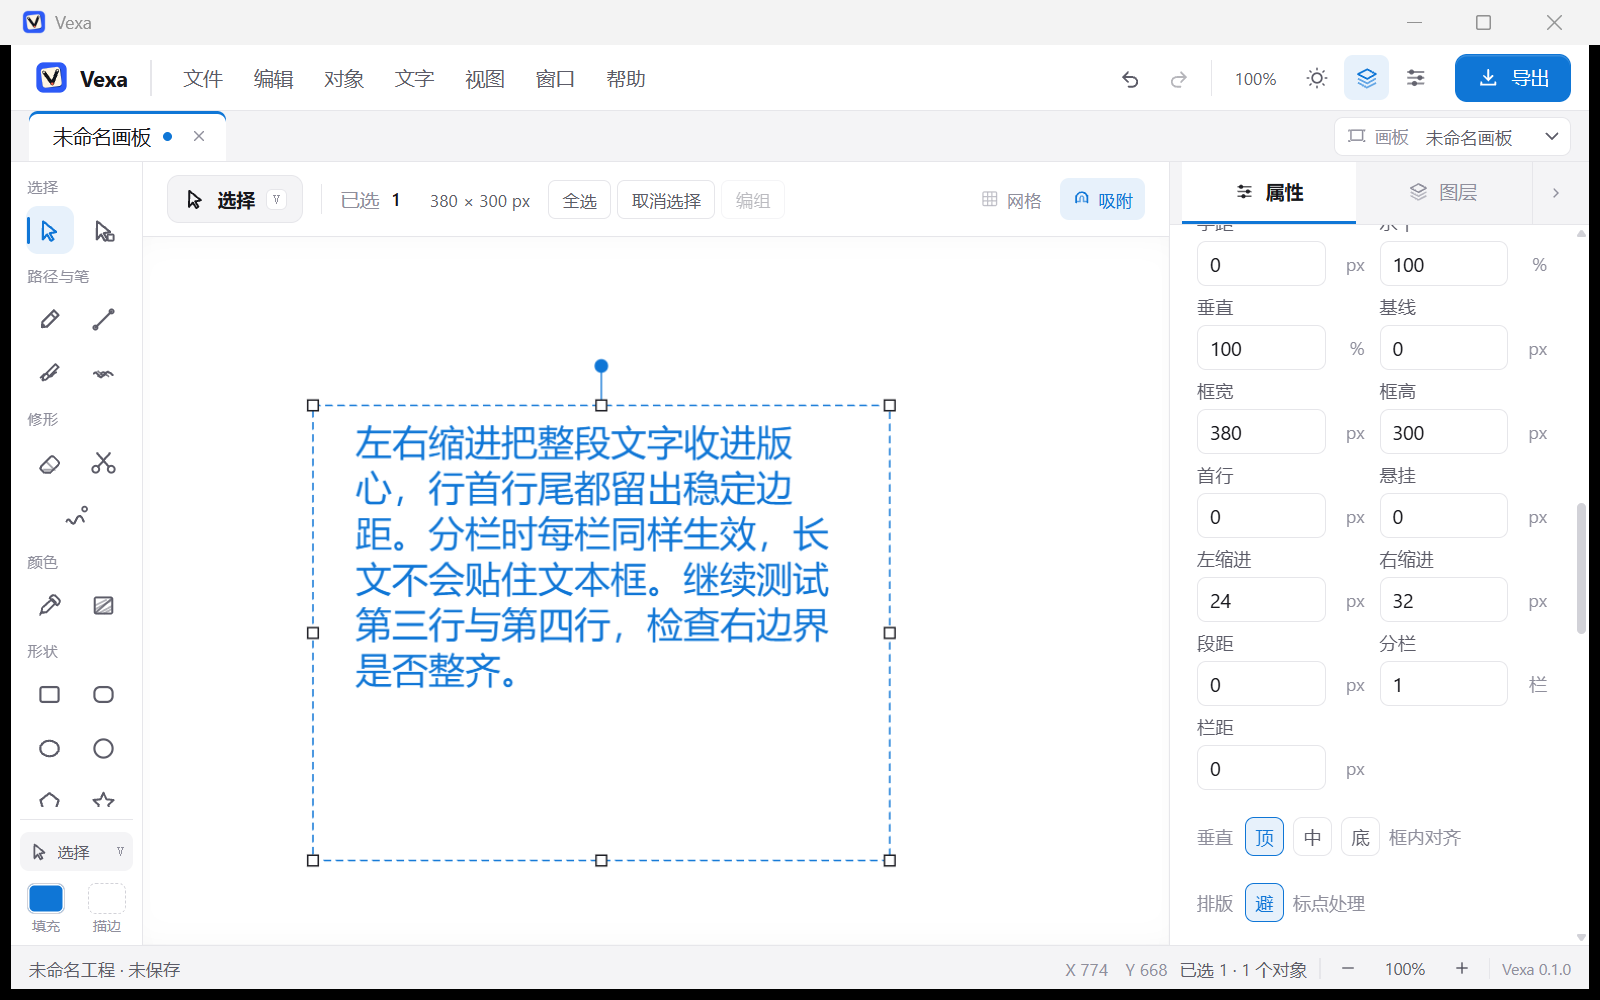 Vexa
Vexa
文件 编辑 对象 文字 视图 窗口 帮助
100%
导出
未命名画板
画板 未命名画板
选择
选择
已选 1 380 × 300 px
全选 取消选择 编组
网格 吸附
属性 图层
路径与笔
修形
颜色
形状
选择
填充 描边
左右缩进把整段文字收进版
心，行首行尾都留出稳定边
距。分栏时每栏同样生效，长
文不会贴住文本框。继续测试
第三行与第四行，检查右边界
是否整齐。
0 px 100 %
垂直 基线
100 % 0 px
框宽 框高
380 px 300 px
首行 悬挂
0 px 0 px
左缩进 右缩进
24 px 32 px
段距 分栏
0 px 1 栏
栏距
0 px
垂直 顶 中 底 框内对齐
排版 避 标点处理
未命名工程 · 未保存
X 774 Y 668 已选 1 · 1 个对象
100%
Vexa 0.1.0